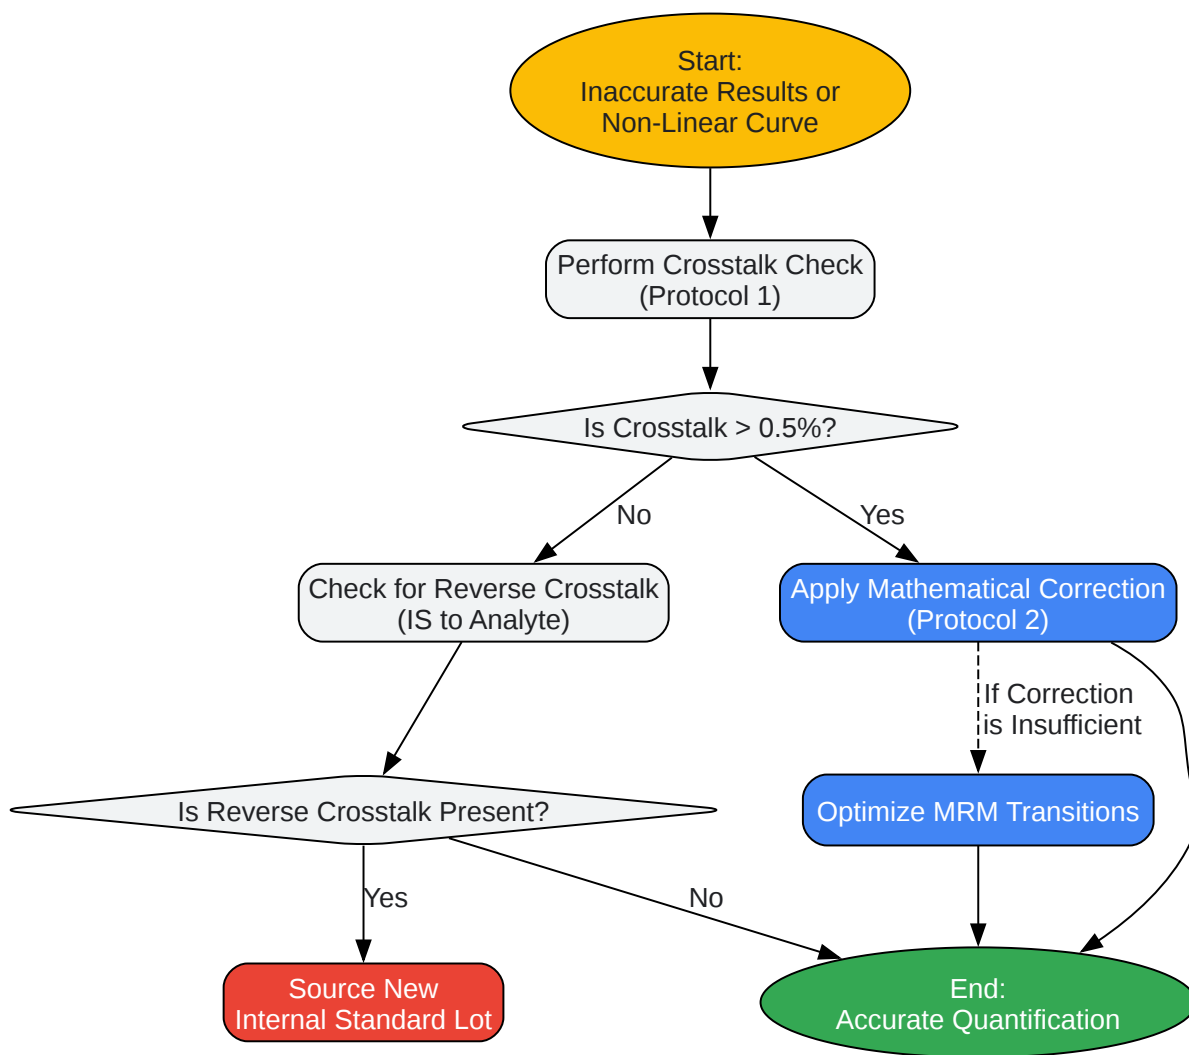 Start:
Inaccurate Results or
Non-Linear Curve
Perform Crosstalk Check
(Protocol 1)
Is Crosstalk > 0.5%?
No
Yes
Check for Reverse Crosstalk
(IS to Analyte)
Apply Mathematical Correction
(Protocol 2)
If Correction
is Insufficient
Is Reverse Crosstalk Present?
Optimize MRM Transitions
Yes
No
Source New
Internal Standard Lot
End:
Accurate Quantification